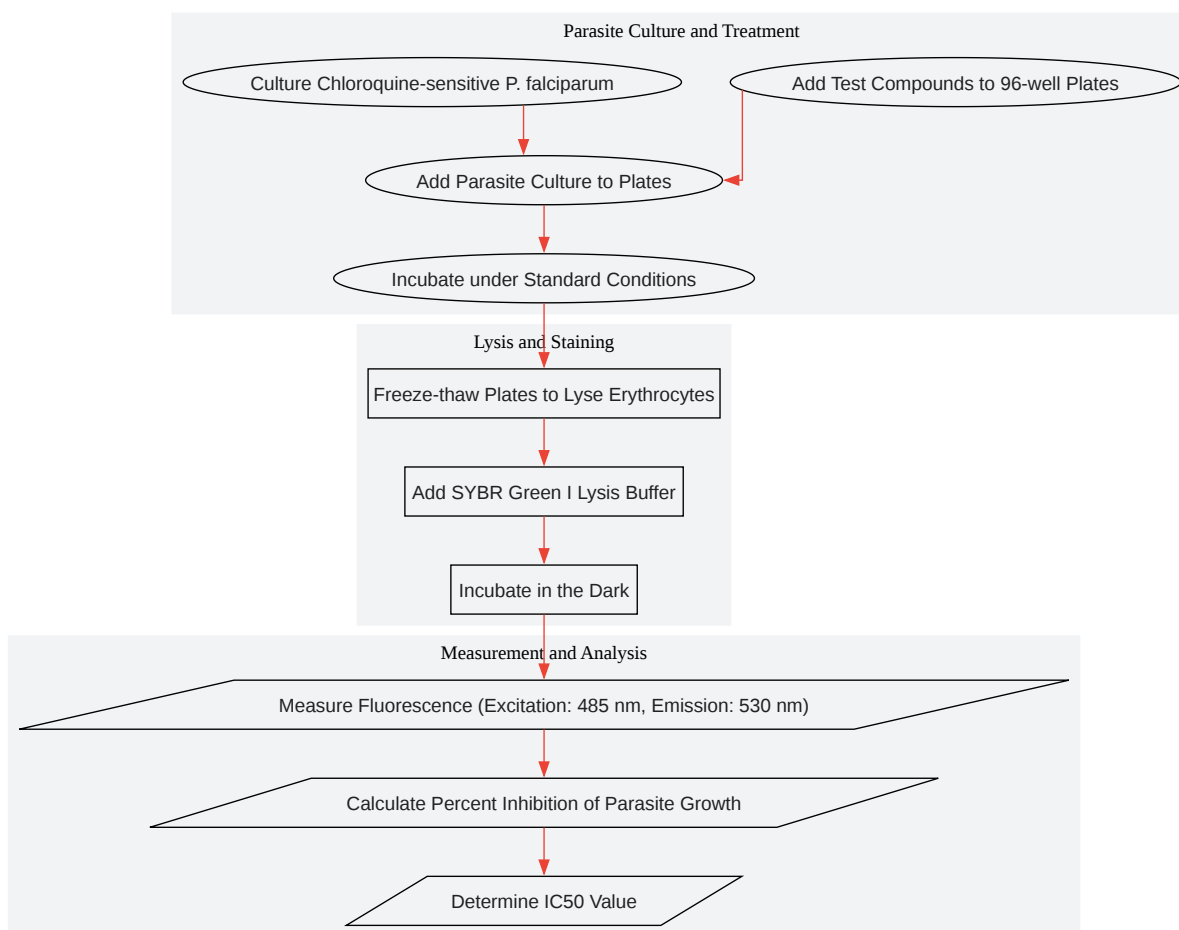 Parasite Culture and Treatment
Culture Chloroquine-sensitive P. falciparum
Add Test Compounds to 96-well Plates
Add Parasite Culture to Plates
Incubate under Standard Conditions
Lysis and Staining
Freeze-thaw Plates to Lyse Erythrocytes
Add SYBR Green I Lysis Buffer
Incubate in the Dark
Measurement and Analysis
Measure Fluorescence (Excitation: 485 nm, Emission: 530 nm)
Calculate Percent Inhibition of Parasite Growth
Determine IC50 Value